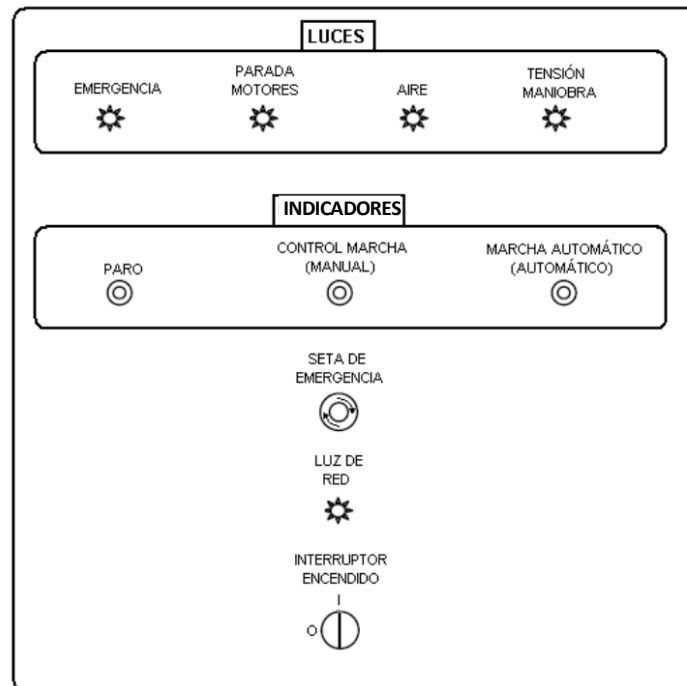 LUCES
EMERGENCIA
PARADA
MOTORES
AIRE
TENSIÓN
MANIOBRA
INDICADORES
PARO
CONTROL MARCHA
(MANUAL)
MARCHA AUTOMÁTICO
(AUTOMÁTICO)
SETA DE
EMERGENCIA
LUZ DE
RED
INTERRUPTOR
ENCENDIDO
I
O